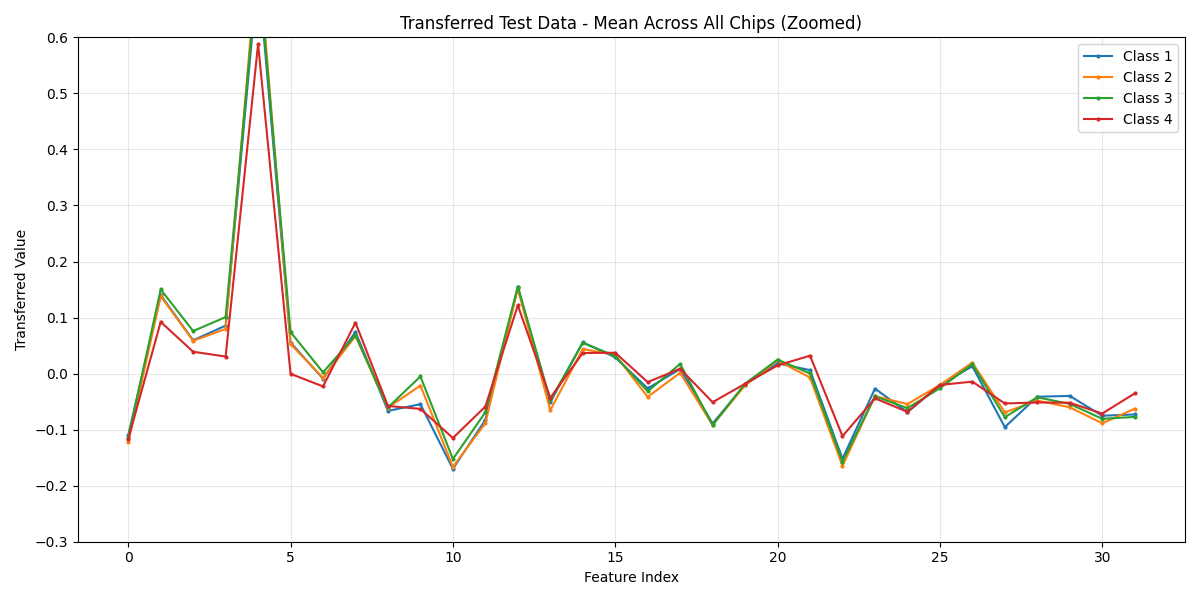 Transferred Test Data - Mean Across All Chips (Zoomed)
Transferred Value
0.6
0.5
0.4
0.3
0.2
0.1
0.0
−0.1
−0.2
−0.3
Class 1
Class 2
Class 3
Class 4
0 5 10 15 20 25 30
Feature Index